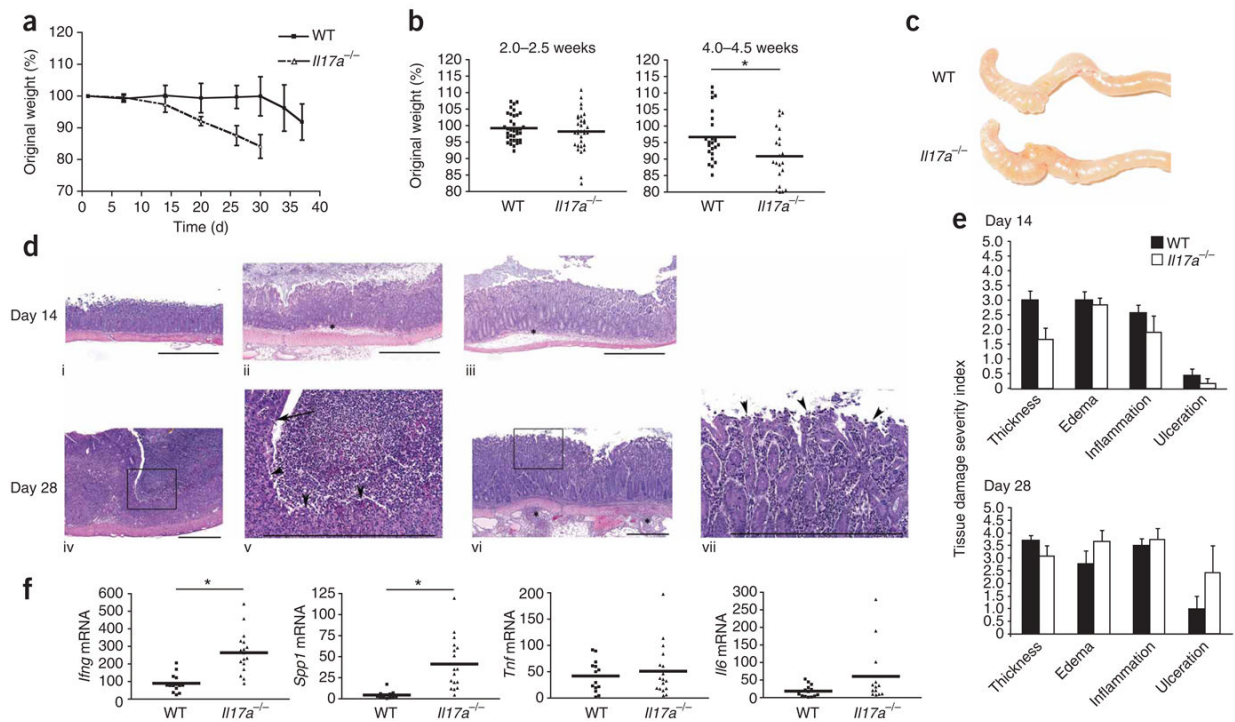 a
Original weight (%)
120
110
100
90
80
70
0 5 10 15 20 25 30 35 40
Time (d)
WT
Il17a–/–
b
Original weight (%)
2.0–2.5 weeks
120
115
110
105
100
95
90
85
80
WT Il17a–/–
4.0–4.5 weeks
*
120
115
110
105
100
95
90
85
80
WT Il17a–/–
c
WT
Il17a–/–
d
Day 14
i ii iii
Day 28
iv v vi vii
e
Tissue damage severity index
Day 14
WT
Il17a–/–
5.0
4.5
4.0
3.5
3.0
2.5
2.0
1.5
1.0
0.5
0
Thickness Edema Inflammation Ulceration
Day 28
5.0
4.5
4.0
3.5
3.0
2.5
2.0
1.5
1.0
0.5
0
Thickness Edema Inflammation Ulceration
f
Ifng mRNA
*
600
500
400
300
200
100
0
WT Il17a–/–
Spp1 mRNA
*
125
100
75
50
25
0
WT Il17a–/–
Tnf mRNA
200
150
100
50
0
WT Il17a–/–
Il6 mRNA
300
250
200
150
100
50
0
WT Il17a–/–